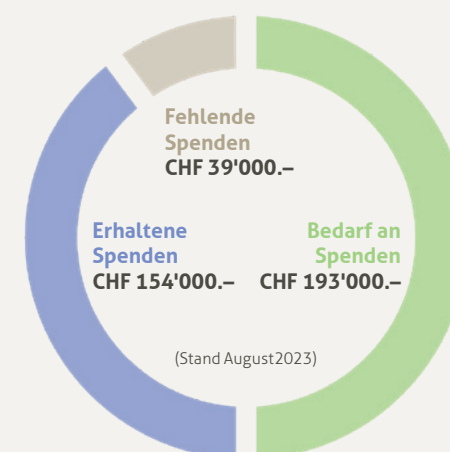 Fehlende
Spenden
CHF 39'000.–
Erhaltene
Spenden
CHF 154'000.–
Bedarf an
Spenden
CHF 193'000.–
(Stand August2023)